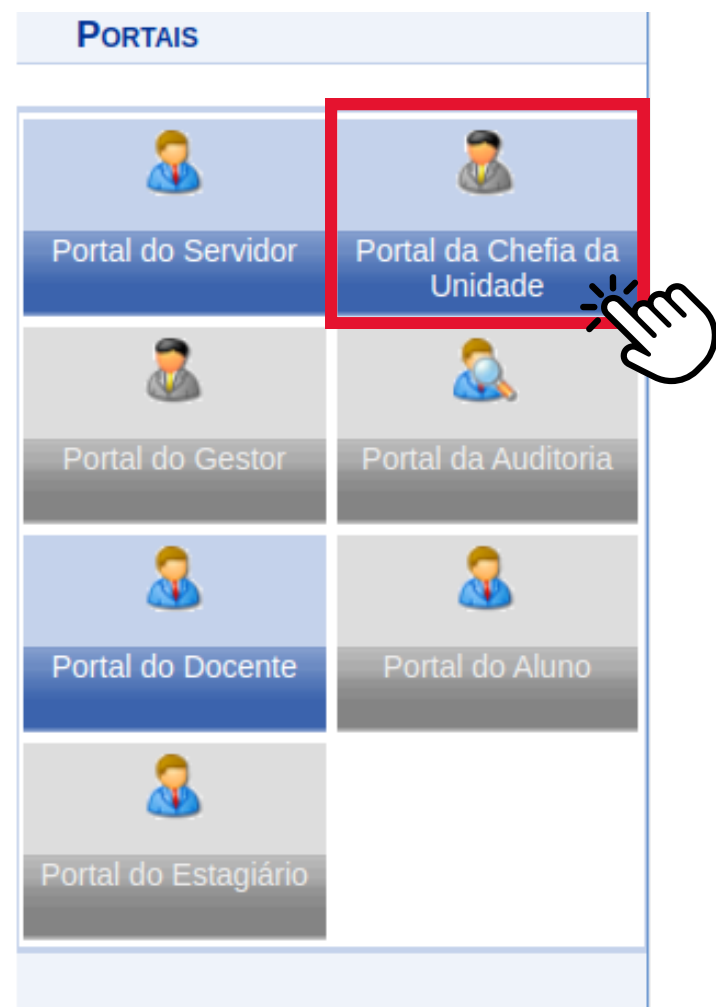 PORTAIS
Portal do Servidor
Portal da Chefia da
Unidade
Portal do Gestor
Portal da Auditoria
Portal do Docente
Portal do Aluno
Portal do Estagiário